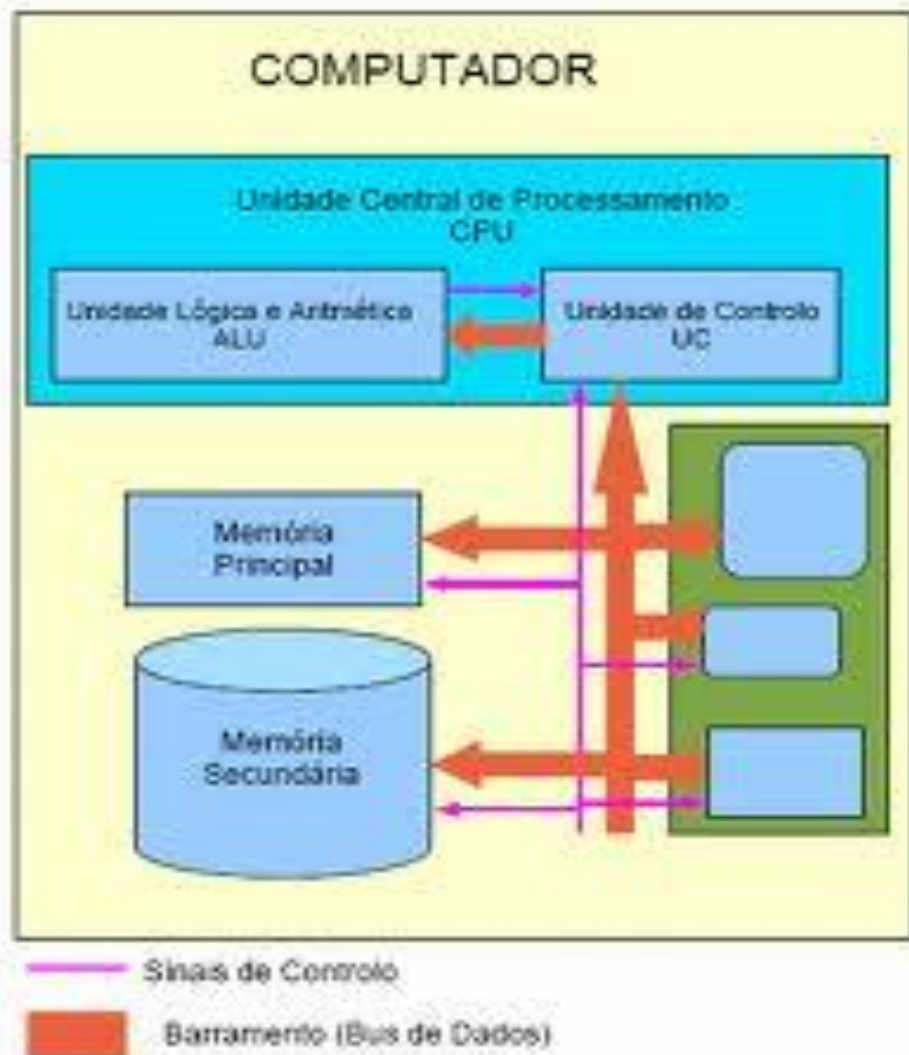 COMPUTADOR
Unidade Central de Processamento
CPU
Unidade Lógica e Aritmética
ALU
Unidade de Controlo
UC
Memória
Principal
Memória
Secundária
Sinais de Controlo
Barramento (Bus de Dados)